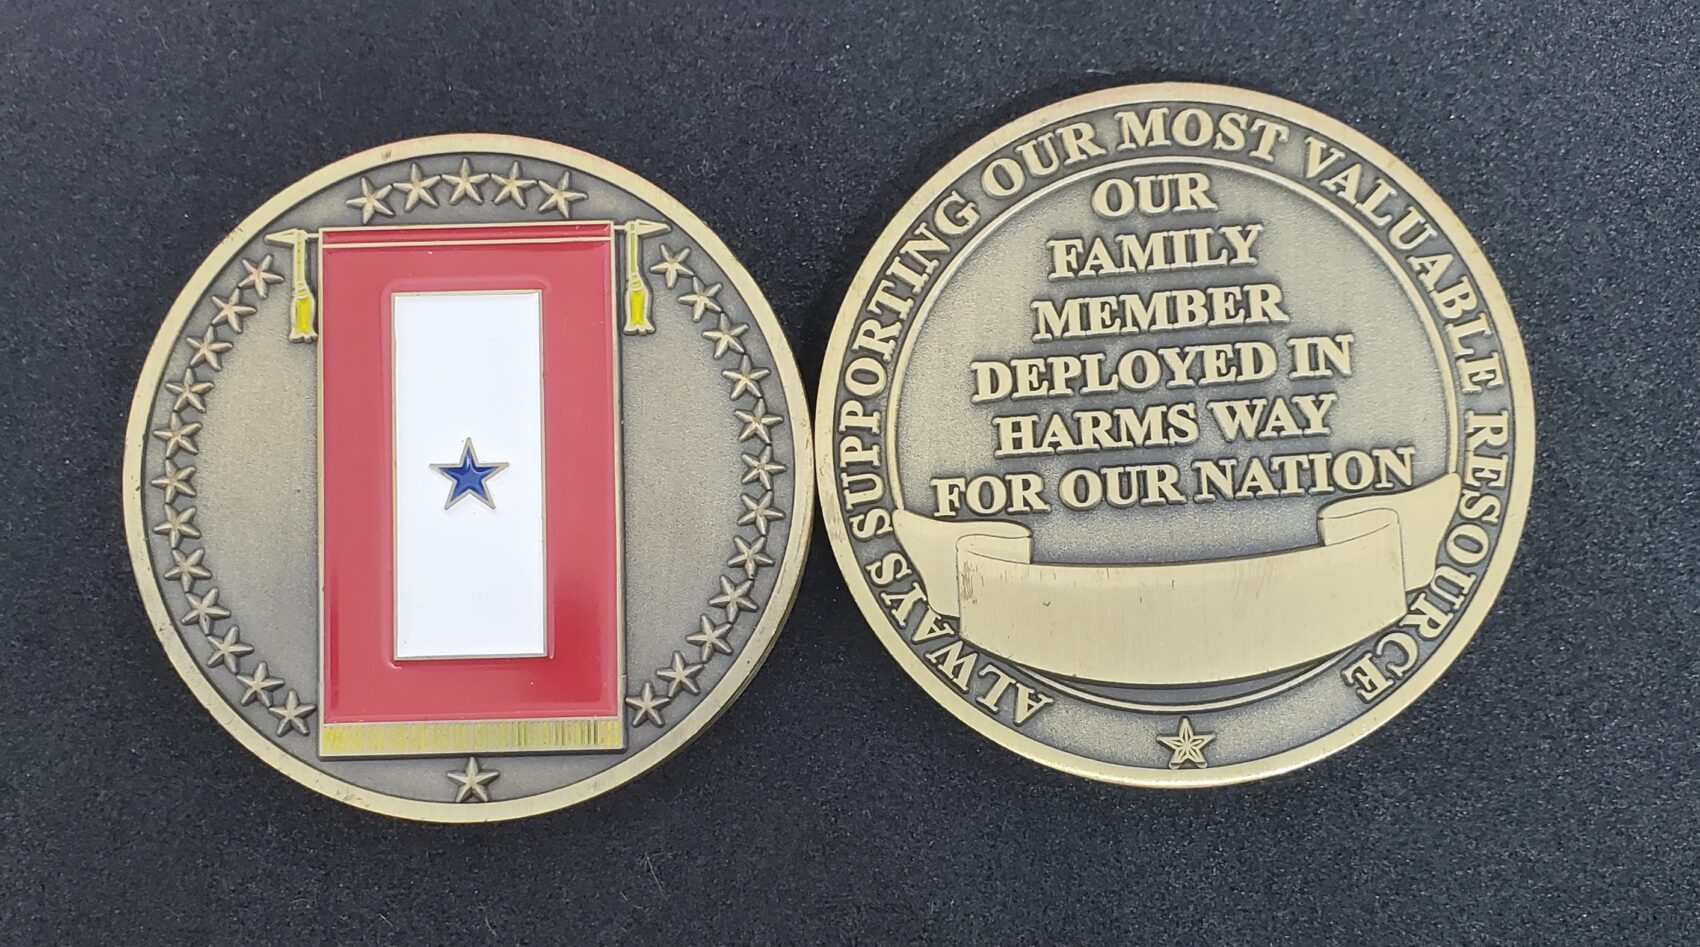 ALWAYS SUPPORTING OUR MOST VALUABLE RESOURCE
OUR
FAMILY
MEMBER
DEPLOYED IN
HARMS WAY
FOR OUR NATION